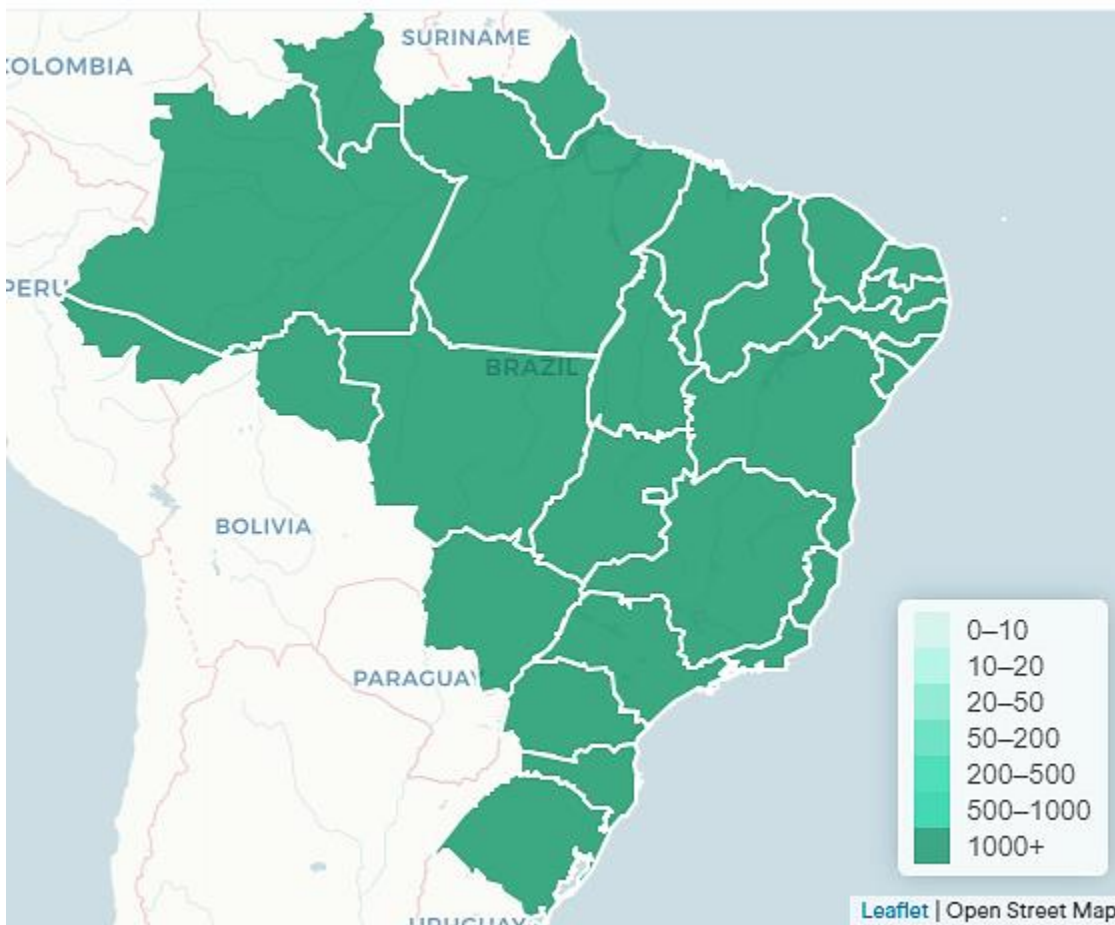 SURINAME
COLOMBIA
PERU
BRAZIL
BOLIVIA
PARAGUAY
URUGUAY
0–10
10–20
20–50
50–200
200–500
500–1000
1000+
Leaflet | Open Street Map